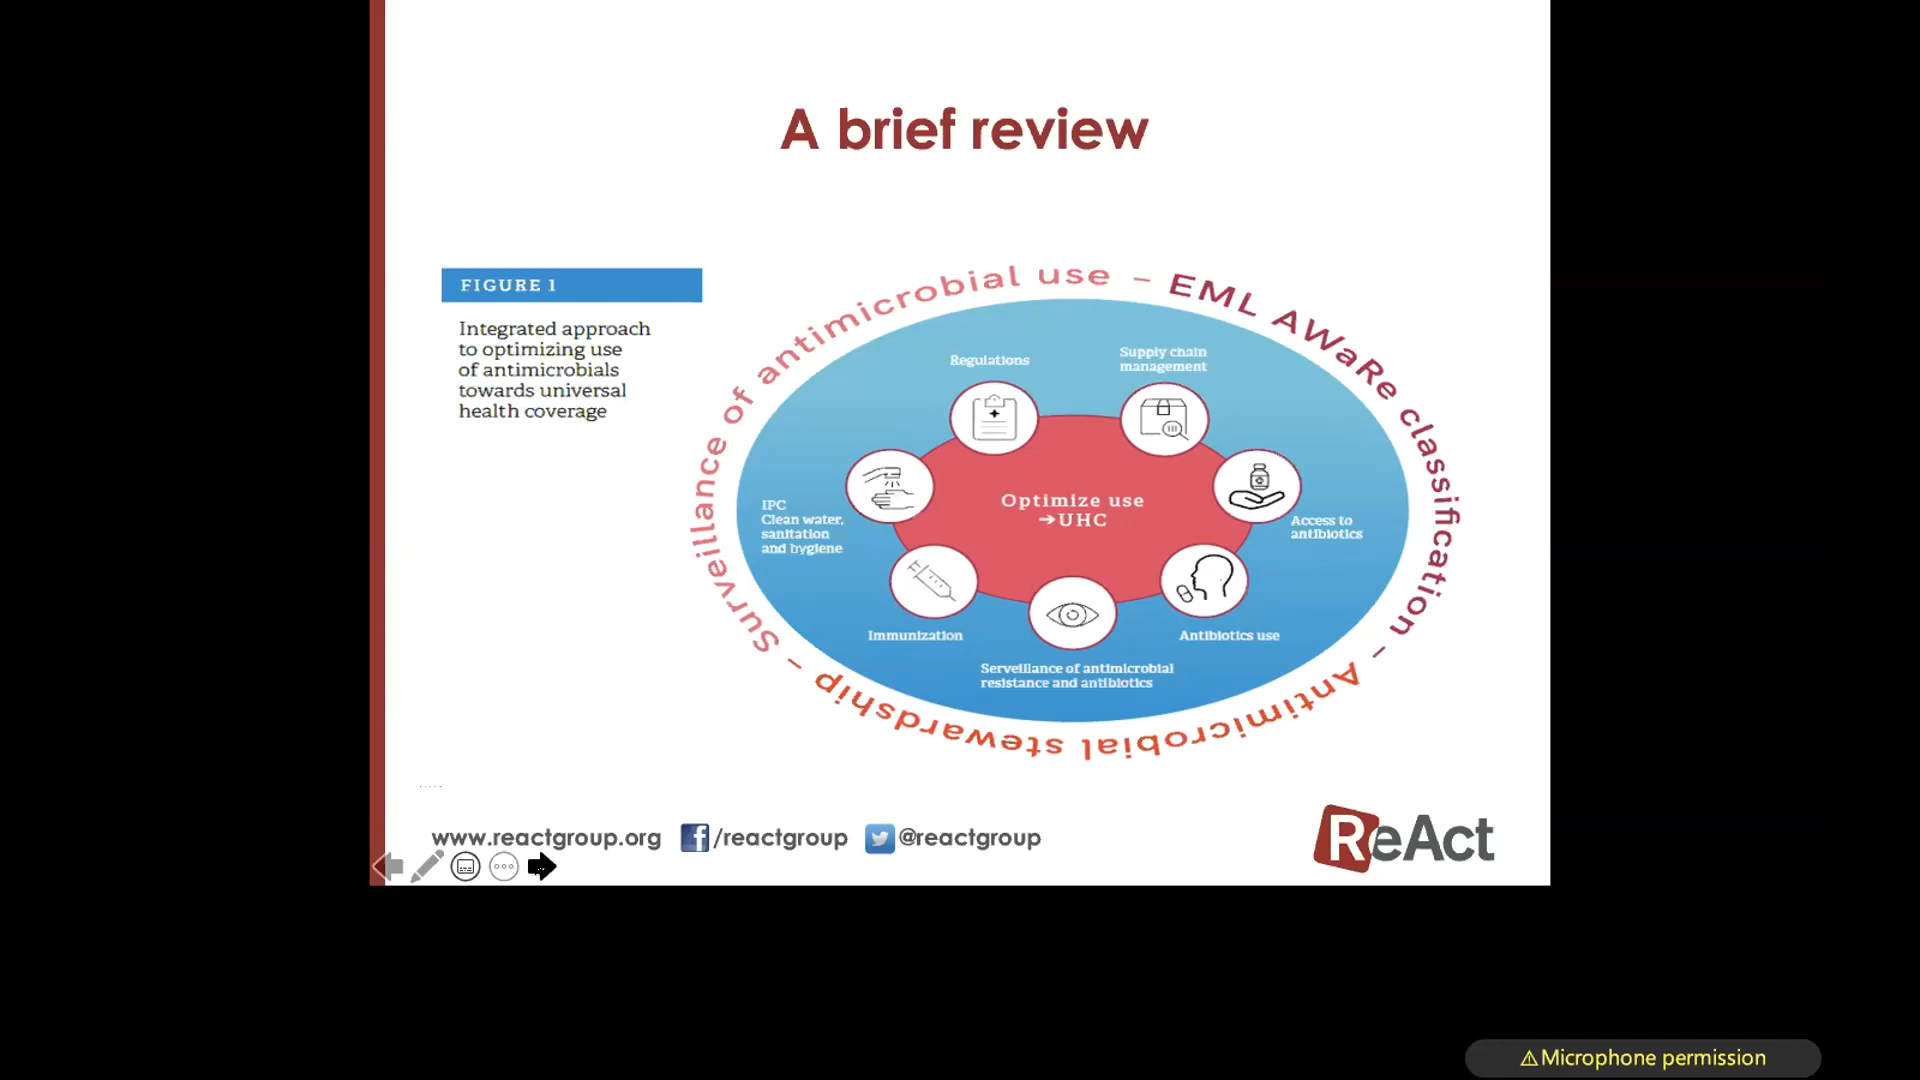 A brief review
FIGURE 1
Integrated approach
to optimizing use
of antimicrobials
towards universal
health coverage
Surveillance of antimicrobial use – EML AWaRe classification – Antimicrobial stewardship –
Regulations
Supply chain
management
IPC
Clean water,
sanitation
and hygiene
Optimize use
➔UHC
Access to
antibiotics
Immunization
Antibiotics use
Serveillance of antimicrobial
resistance and antibiotics
www.reactgroup.org /reactgroup @reactgroup
ReAct
⚠Microphone permission